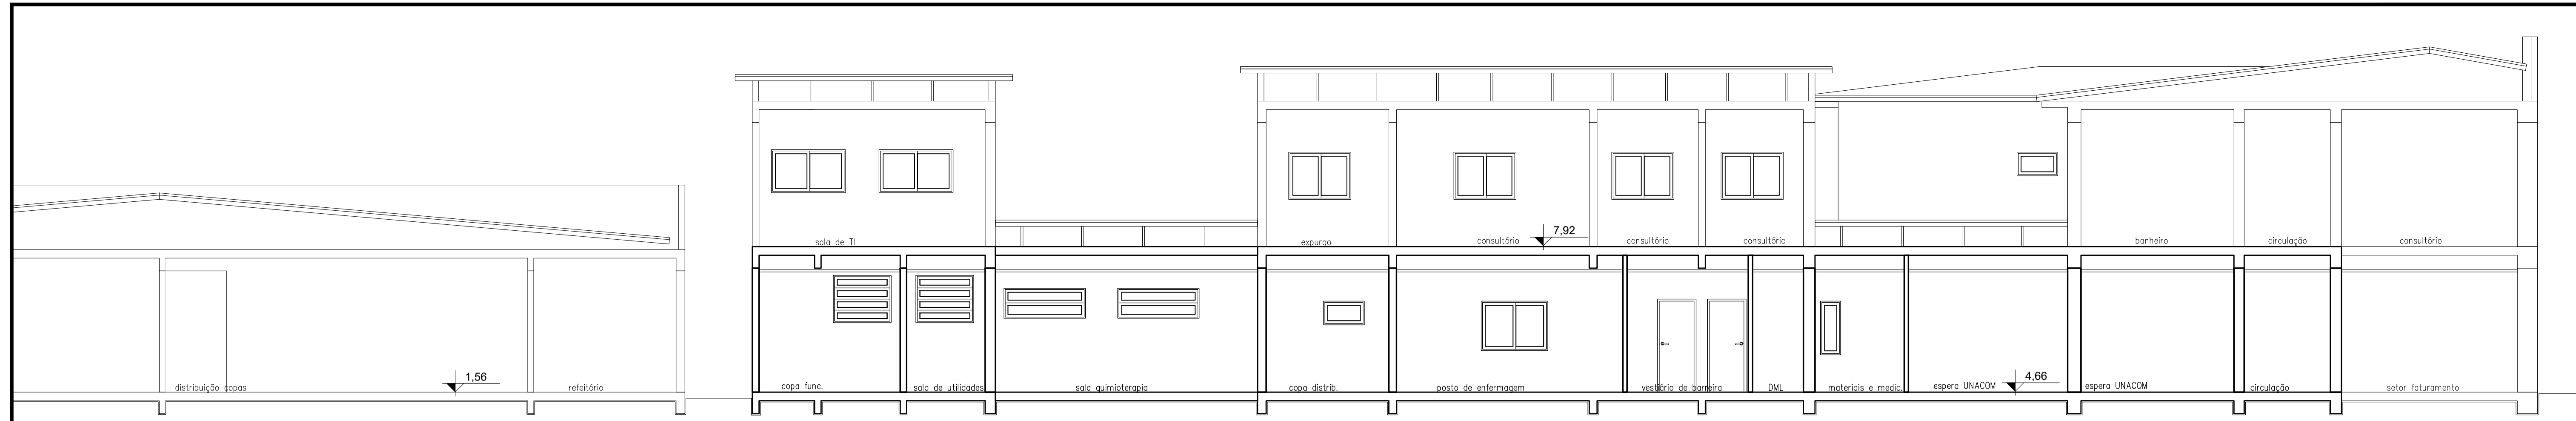 7,92
sala de TI
expurgo
consultório
consultório
consultório
banheiro
circulação
consultório
1,56
4,66
distribuição copas
refeitório
copa func.
sala de utilidades
sala quimioterapia
copa distrib.
posto de enfermagem
vestiário de barreira
DML
materiais e medic.
espera UNACOM
espera UNACOM
circulação
setor faturamento